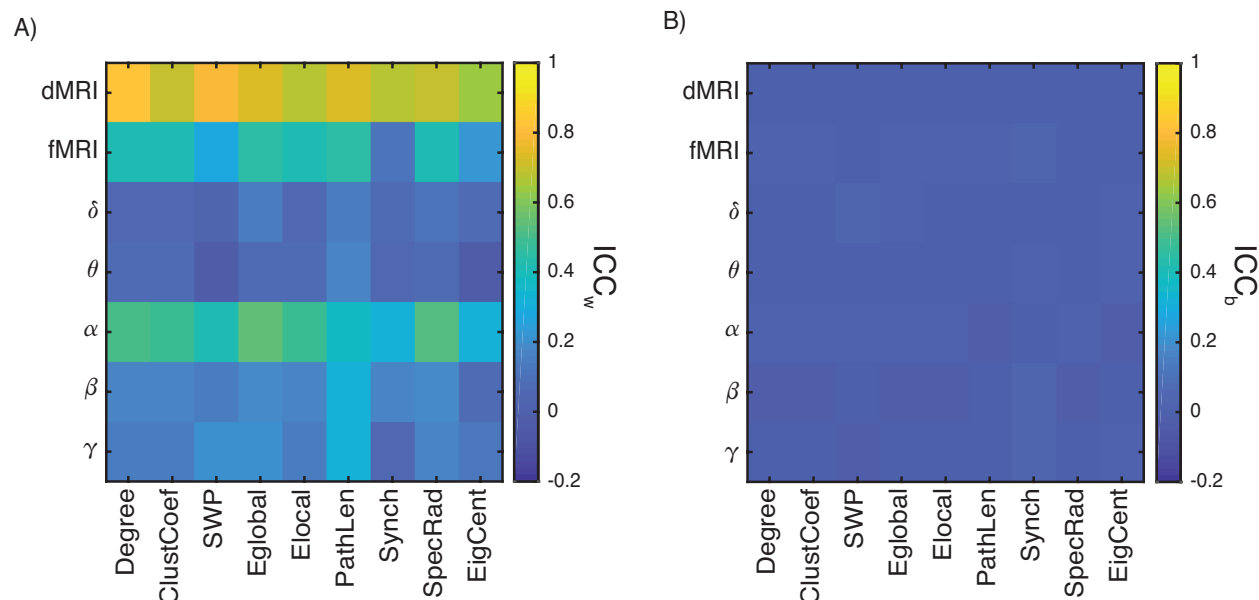 A)
dMRI
fMRI
δ
θ
α
β
γ
Degree
ClustCoef
SWP
Eglobal
Elocal
PathLen
Synch
SpecRad
EigCent
1
0.8
0.6
0.4
0.2
0
-0.2
ICC_w
B)
dMRI
fMRI
δ
θ
α
β
γ
Degree
ClustCoef
SWP
Eglobal
Elocal
PathLen
Synch
SpecRad
EigCent
1
0.8
0.6
0.4
0.2
0
-0.2
ICC_b